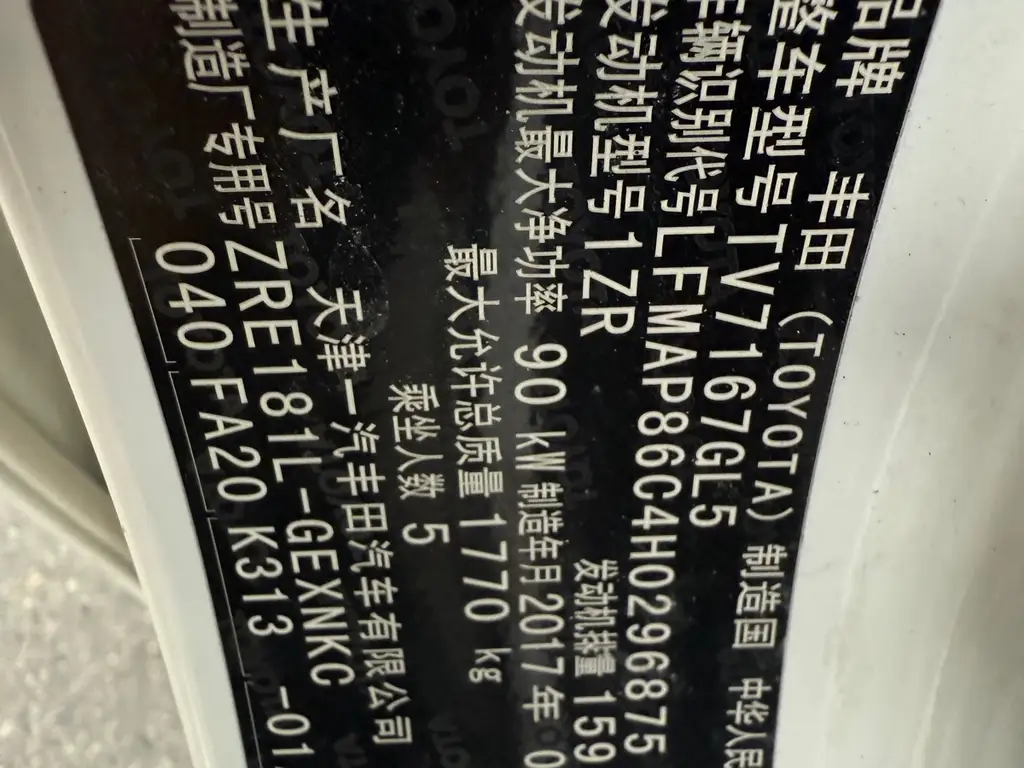 品牌 丰田 (TOYOTA) 制造国 中华人民
整车型号 TV7167GL5
车辆识别代号 LFMAP86C4H0296875
发动机型号 1ZR 发动机排量 159
发动机最大净功率 90 kW 制造年月 2017 年 0
最大允许总质量 1770 kg
乘坐人数 5
生产厂名 天津一汽丰田汽车有限公司
制造厂专用号 ZRE181L-GEXNKC
040 FA20 K313 -01